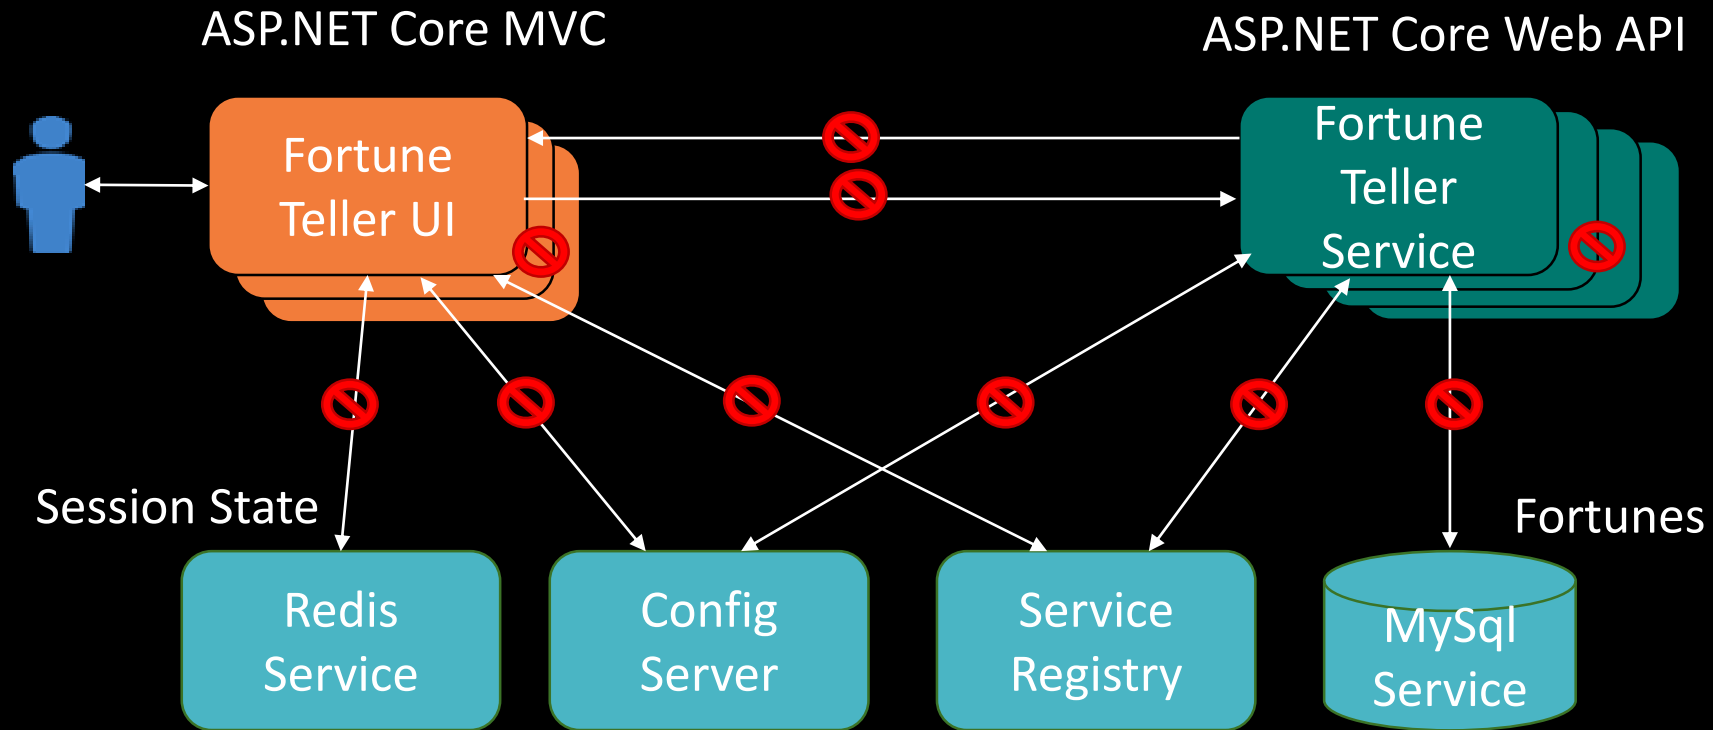 ASP.NET Core MVC
ASP.NET Core Web API
Fortune
Teller UI
Fortune
Teller
Service
Session State
Fortunes
Redis
Service
Config
Server
Service
Registry
MySql
Service